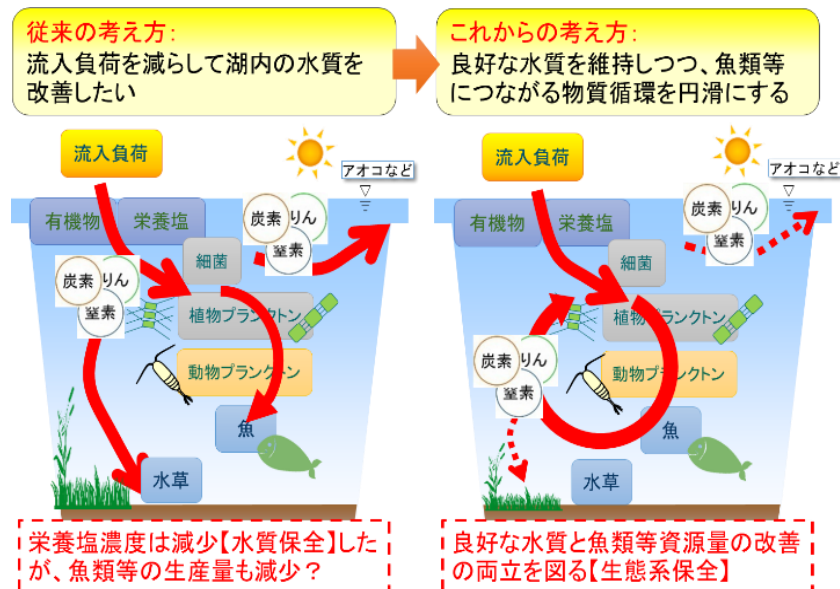 従来の考え方:
流入負荷を減らして湖内の水質を
改善したい
これからの考え方:
良好な水質を維持しつつ、魚類等
につながる物質循環を円滑にする
流入負荷
アオコなど
有機物
栄養塩
炭素
りん
窒素
細菌
炭素
りん
窒素
植物プランクトン
動物プランクトン
魚
水草
栄養塩濃度は減少【水質保全】した
が、魚類等の生産量も減少?
流入負荷
アオコなど
有機物
栄養塩
炭素
りん
窒素
細菌
植物プランクトン
炭素
りん
窒素
動物プランクトン
魚
水草
良好な水質と魚類等資源量の改善
の両立を図る【生態系保全】